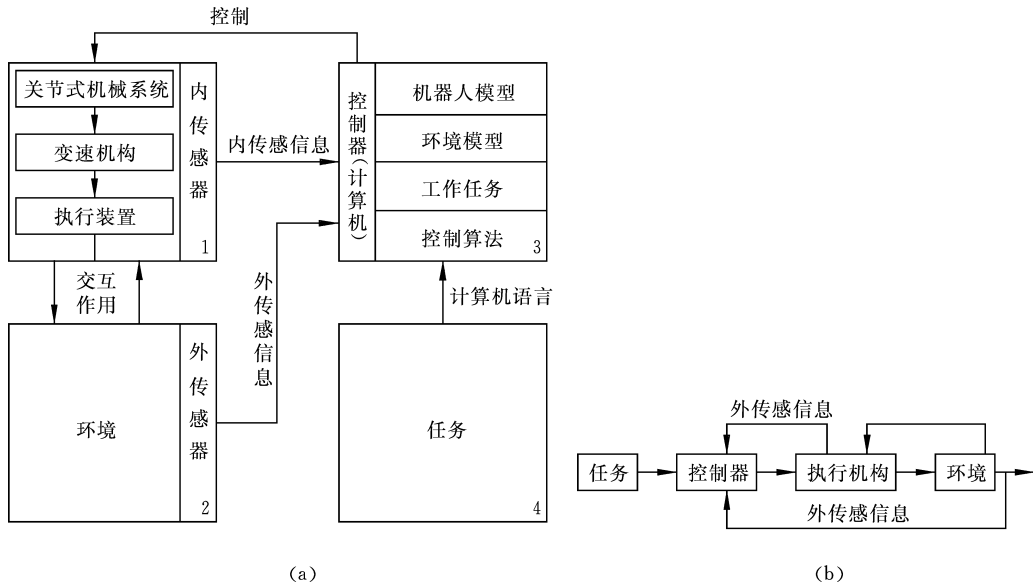 控制
关节式机械系统
变速机构
执行装置
内传感器
1
内传感信息
控制器(计算机)
机器人模型
环境模型
工作任务
控制算法
3
交互
作用
外传感信息
计算机语言
环境
外传感器
2
任务
4
(a)
外传感信息
任务
控制器
执行机构
环境
外传感信息
(b)